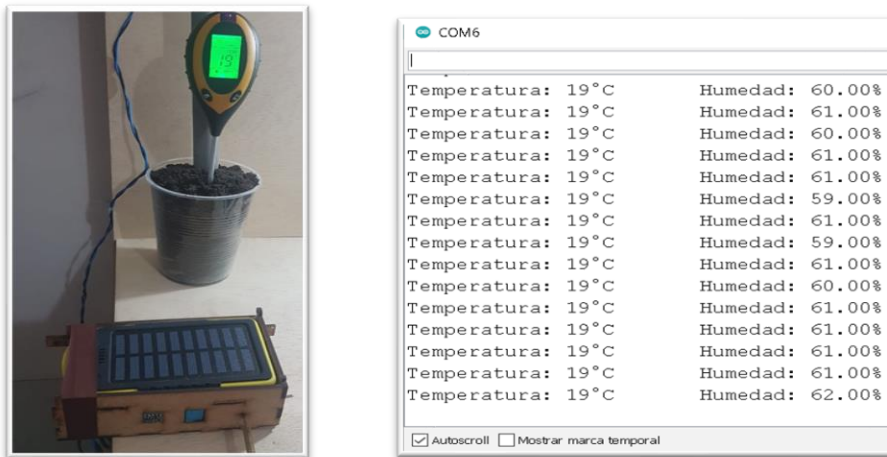 19
COM6
Temperatura: 19°C Humedad: 60.00%
Temperatura: 19°C Humedad: 61.00%
Temperatura: 19°C Humedad: 60.00%
Temperatura: 19°C Humedad: 61.00%
Temperatura: 19°C Humedad: 61.00%
Temperatura: 19°C Humedad: 59.00%
Temperatura: 19°C Humedad: 61.00%
Temperatura: 19°C Humedad: 59.00%
Temperatura: 19°C Humedad: 61.00%
Temperatura: 19°C Humedad: 60.00%
Temperatura: 19°C Humedad: 61.00%
Temperatura: 19°C Humedad: 61.00%
Temperatura: 19°C Humedad: 61.00%
Temperatura: 19°C Humedad: 61.00%
Temperatura: 19°C Humedad: 62.00%
Autoscroll Mostrar marca temporal